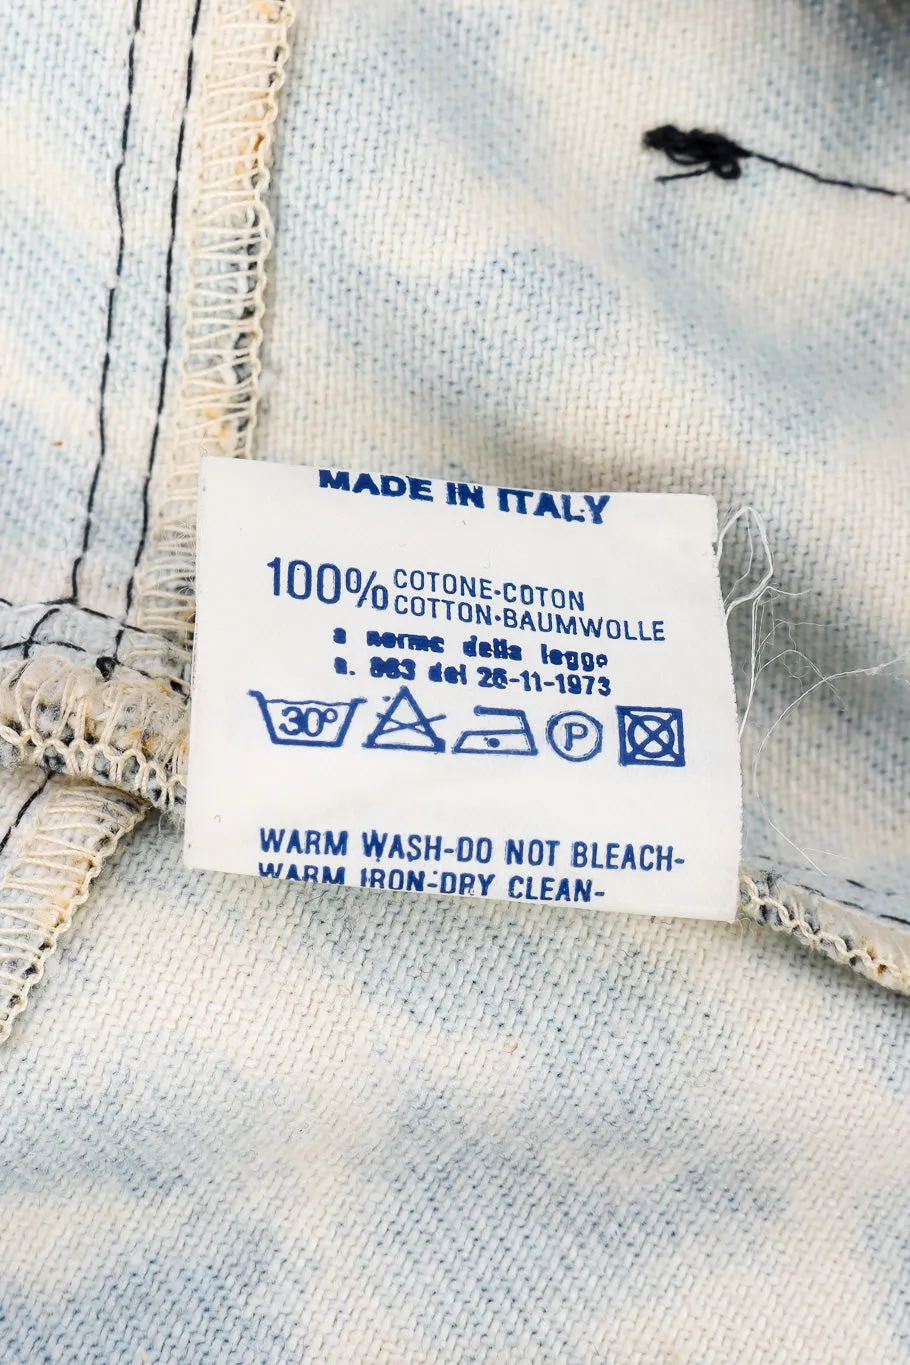 MADE IN ITALY
100% COTONE-COTON
COTTON·BAUMWOLLE
a norme della legge
n. 883 del 26-11-1973
30° P
WARM WASH-DO NOT BLEACH-
WARM IRON-DRY CLEAN-